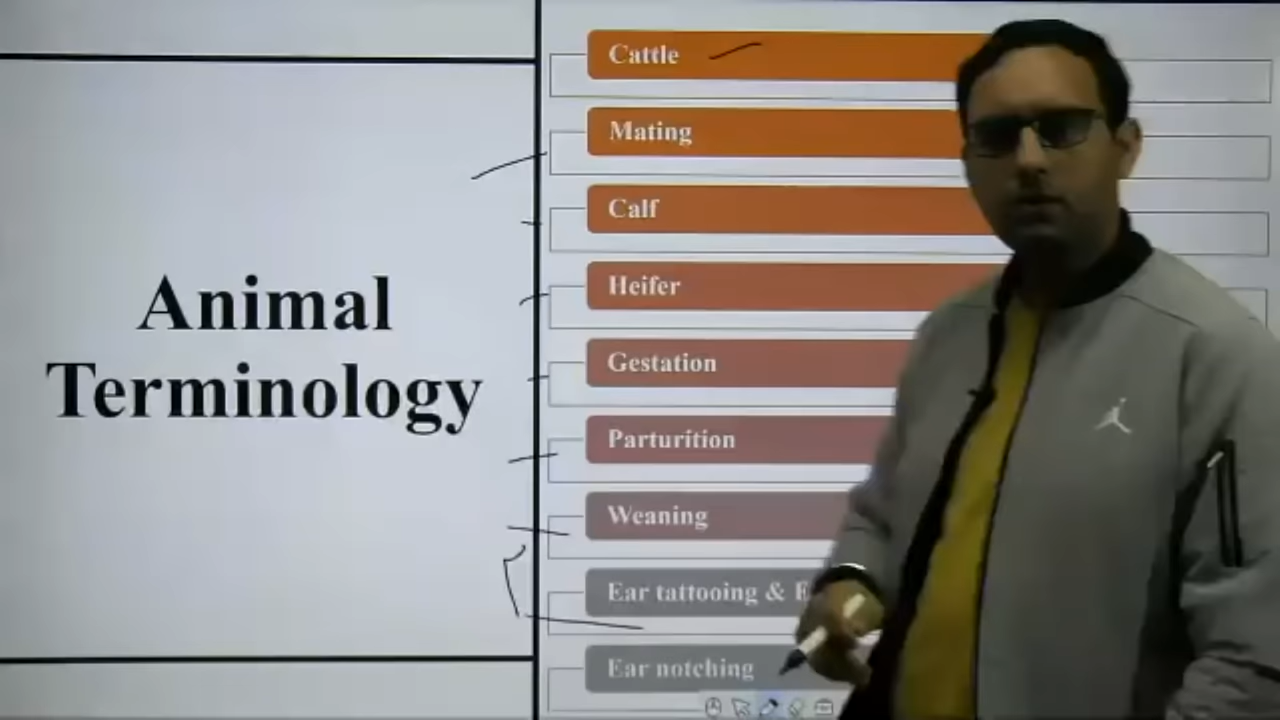 Animal
Terminology
Cattle
Mating
Calf
Heifer
Gestation
Parturition
Weaning
Ear tattooing &
Ear notching